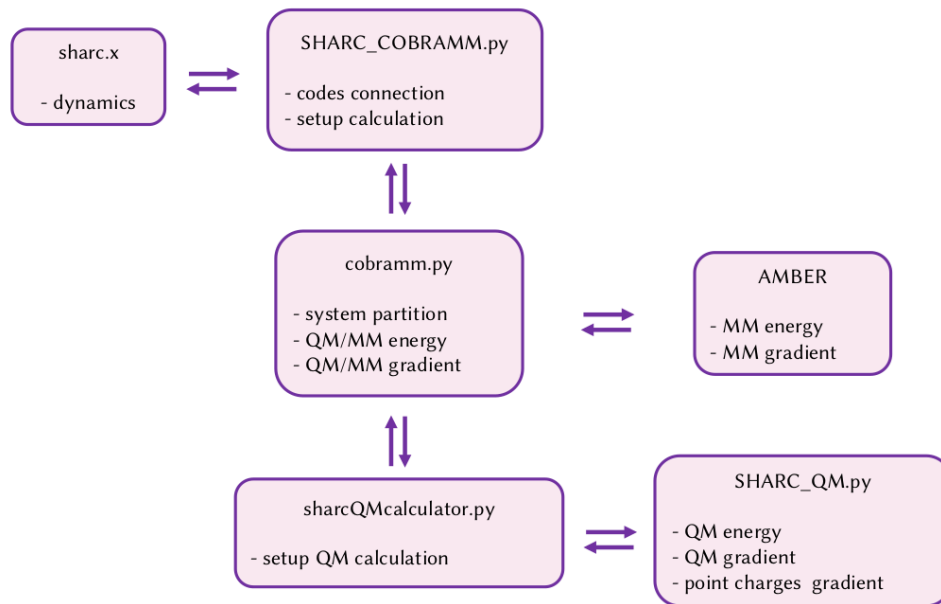 sharc.x
- dynamics
SHARC_COBRAMM.py
- codes connection
- setup calculation
cobramm.py
- system partition
- QM/MM energy
- QM/MM gradient
AMBER
- MM energy
- MM gradient
sharcQMcalculator.py
- setup QM calculation
SHARC_QM.py
- QM energy
- QM gradient
- point charges gradient